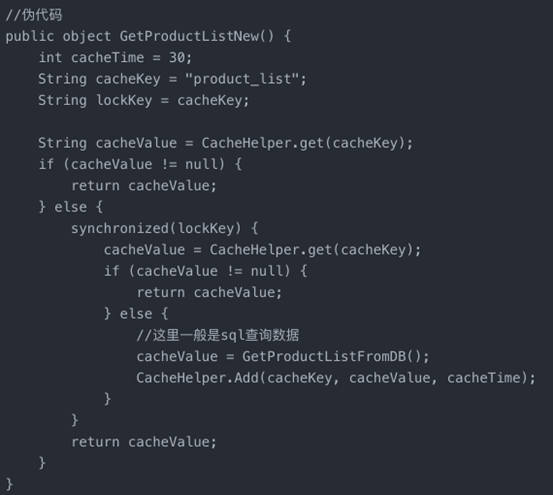 //伪代码
public object GetProductListNew() {
    int cacheTime = 30;
    String cacheKey = "product_list";
    String lockKey = cacheKey;

    String cacheValue = CacheHelper.get(cacheKey);
    if (cacheValue != null) {
        return cacheValue;
    } else {
        synchronized(lockKey) {
            cacheValue = CacheHelper.get(cacheKey);
            if (cacheValue != null) {
                return cacheValue;
            } else {
                //这里一般是sql查询数据
                cacheValue = GetProductListFromDB();
                CacheHelper.Add(cacheKey, cacheValue, cacheTime);
            }
        }
        return cacheValue;
    }
}